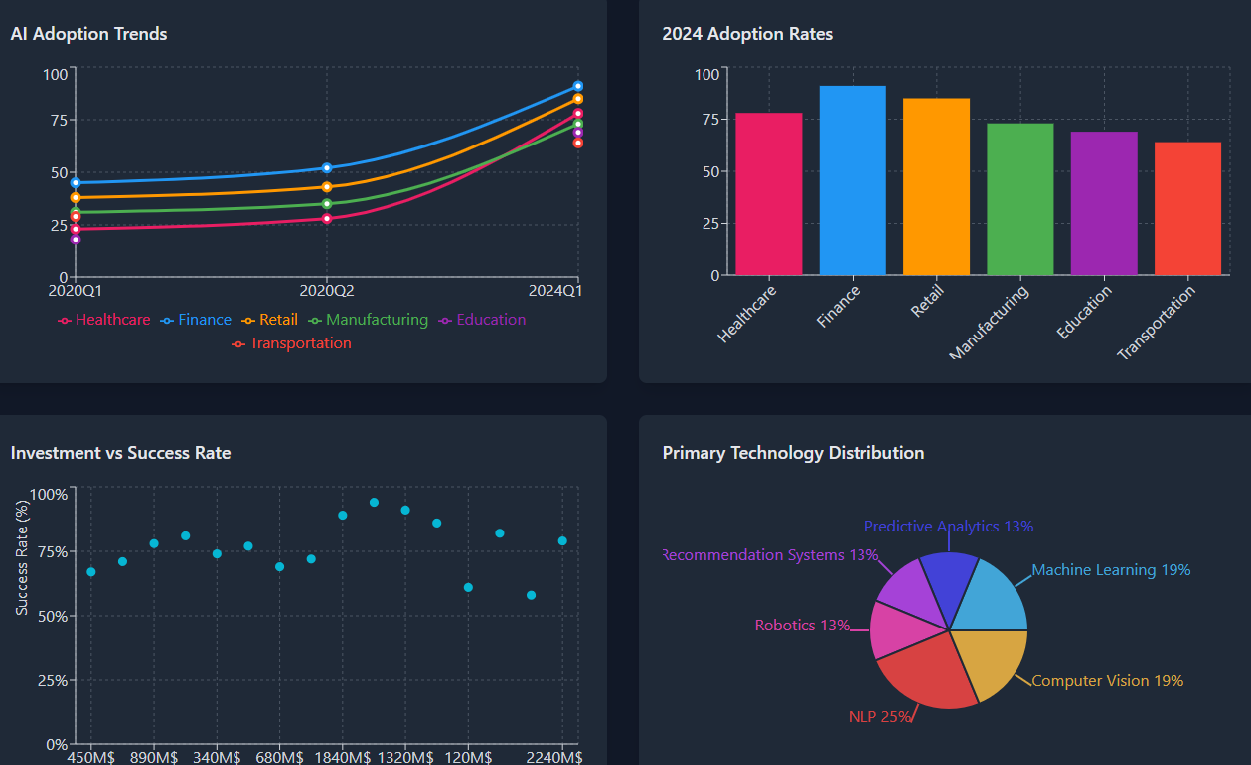 AI Adoption Trends
100
75
50
25
0
2020Q1 2020Q2 2024Q1
Healthcare Finance Retail Manufacturing Education
Transportation
2024 Adoption Rates
100
75
50
25
0
Healthcare Finance Retail Manufacturing Education Transportation
Investment vs Success Rate
Success Rate (%)
100%
75%
50%
25%
0%
450M$ 890M$ 340M$ 680M$ 1840M$ 1320M$ 120M$ 2240M$
Primary Technology Distribution
Predictive Analytics 13%
Recommendation Systems 13%
Machine Learning 19%
Robotics 13%
Computer Vision 19%
NLP 25%